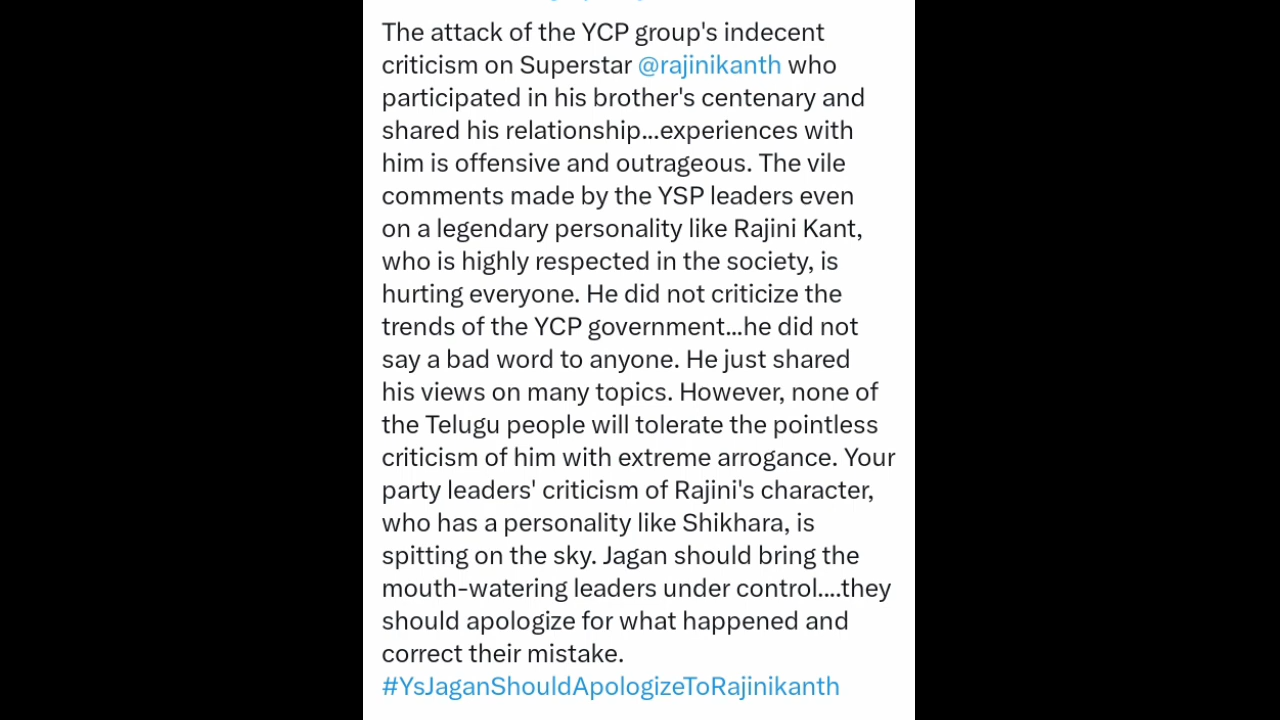 The attack of the YCP group's indecent
criticism on Superstar @rajinikanth who
participated in his brother's centenary and
shared his relationship...experiences with
him is offensive and outrageous. The vile
comments made by the YSP leaders even
on a legendary personality like Rajini Kant,
who is highly respected in the society, is
hurting everyone. He did not criticize the
trends of the YCP government...he did not
say a bad word to anyone. He just shared
his views on many topics. However, none of
the Telugu people will tolerate the pointless
criticism of him with extreme arrogance. Your
party leaders' criticism of Rajini's character,
who has a personality like Shikhara, is
spitting on the sky. Jagan should bring the
mouth-watering leaders under control....they
should apologize for what happened and
correct their mistake.
#YsJaganShouldApologizeToRajinikanth